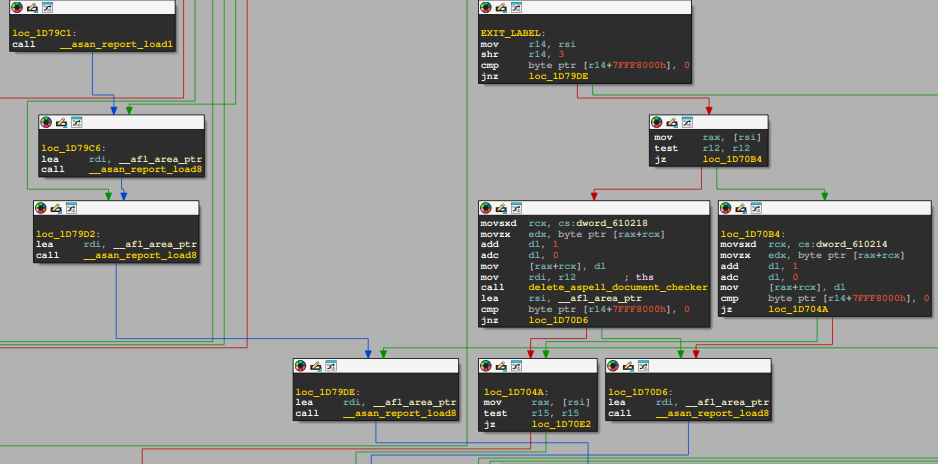 loc_1D79C1:
call __asan_report_load1
EXIT_LABEL:
mov r14, rsi
shr r14, 3
cmp byte ptr [r14+7FFF8000h], 0
jnz loc_1D79DE
loc_1D79C6:
lea rdi, __afl_area_ptr
call __asan_report_load8
mov rax, [rsi]
test r12, r12
jz loc_1D70B4
loc_1D79D2:
lea rdi, __afl_area_ptr
call __asan_report_load8
movsxd rcx, cs:dword_610218
movzx edx, byte ptr [rax+rcx]
add dl, 1
adc dl, 0
mov [rax+rcx], dl
mov rdi, r12 ; ths
call delete_aspell_document_checker
lea rsi, __afl_area_ptr
cmp byte ptr [r14+7FFF8000h], 0
jnz loc_1D70D6
loc_1D70B4:
movsxd rcx, cs:dword_610214
movzx edx, byte ptr [rax+rcx]
add dl, 1
adc dl, 0
mov [rax+rcx], dl
cmp byte ptr [r14+7FFF8000h], 0
jz loc_1D704A
loc_1D79DE:
lea rdi, __afl_area_ptr
call __asan_report_load8
loc_1D704A:
mov rax, [rsi]
test r15, r15
jz loc_1D70E2
loc_1D70D6:
lea rdi, __afl_area_ptr
call __asan_report_load8